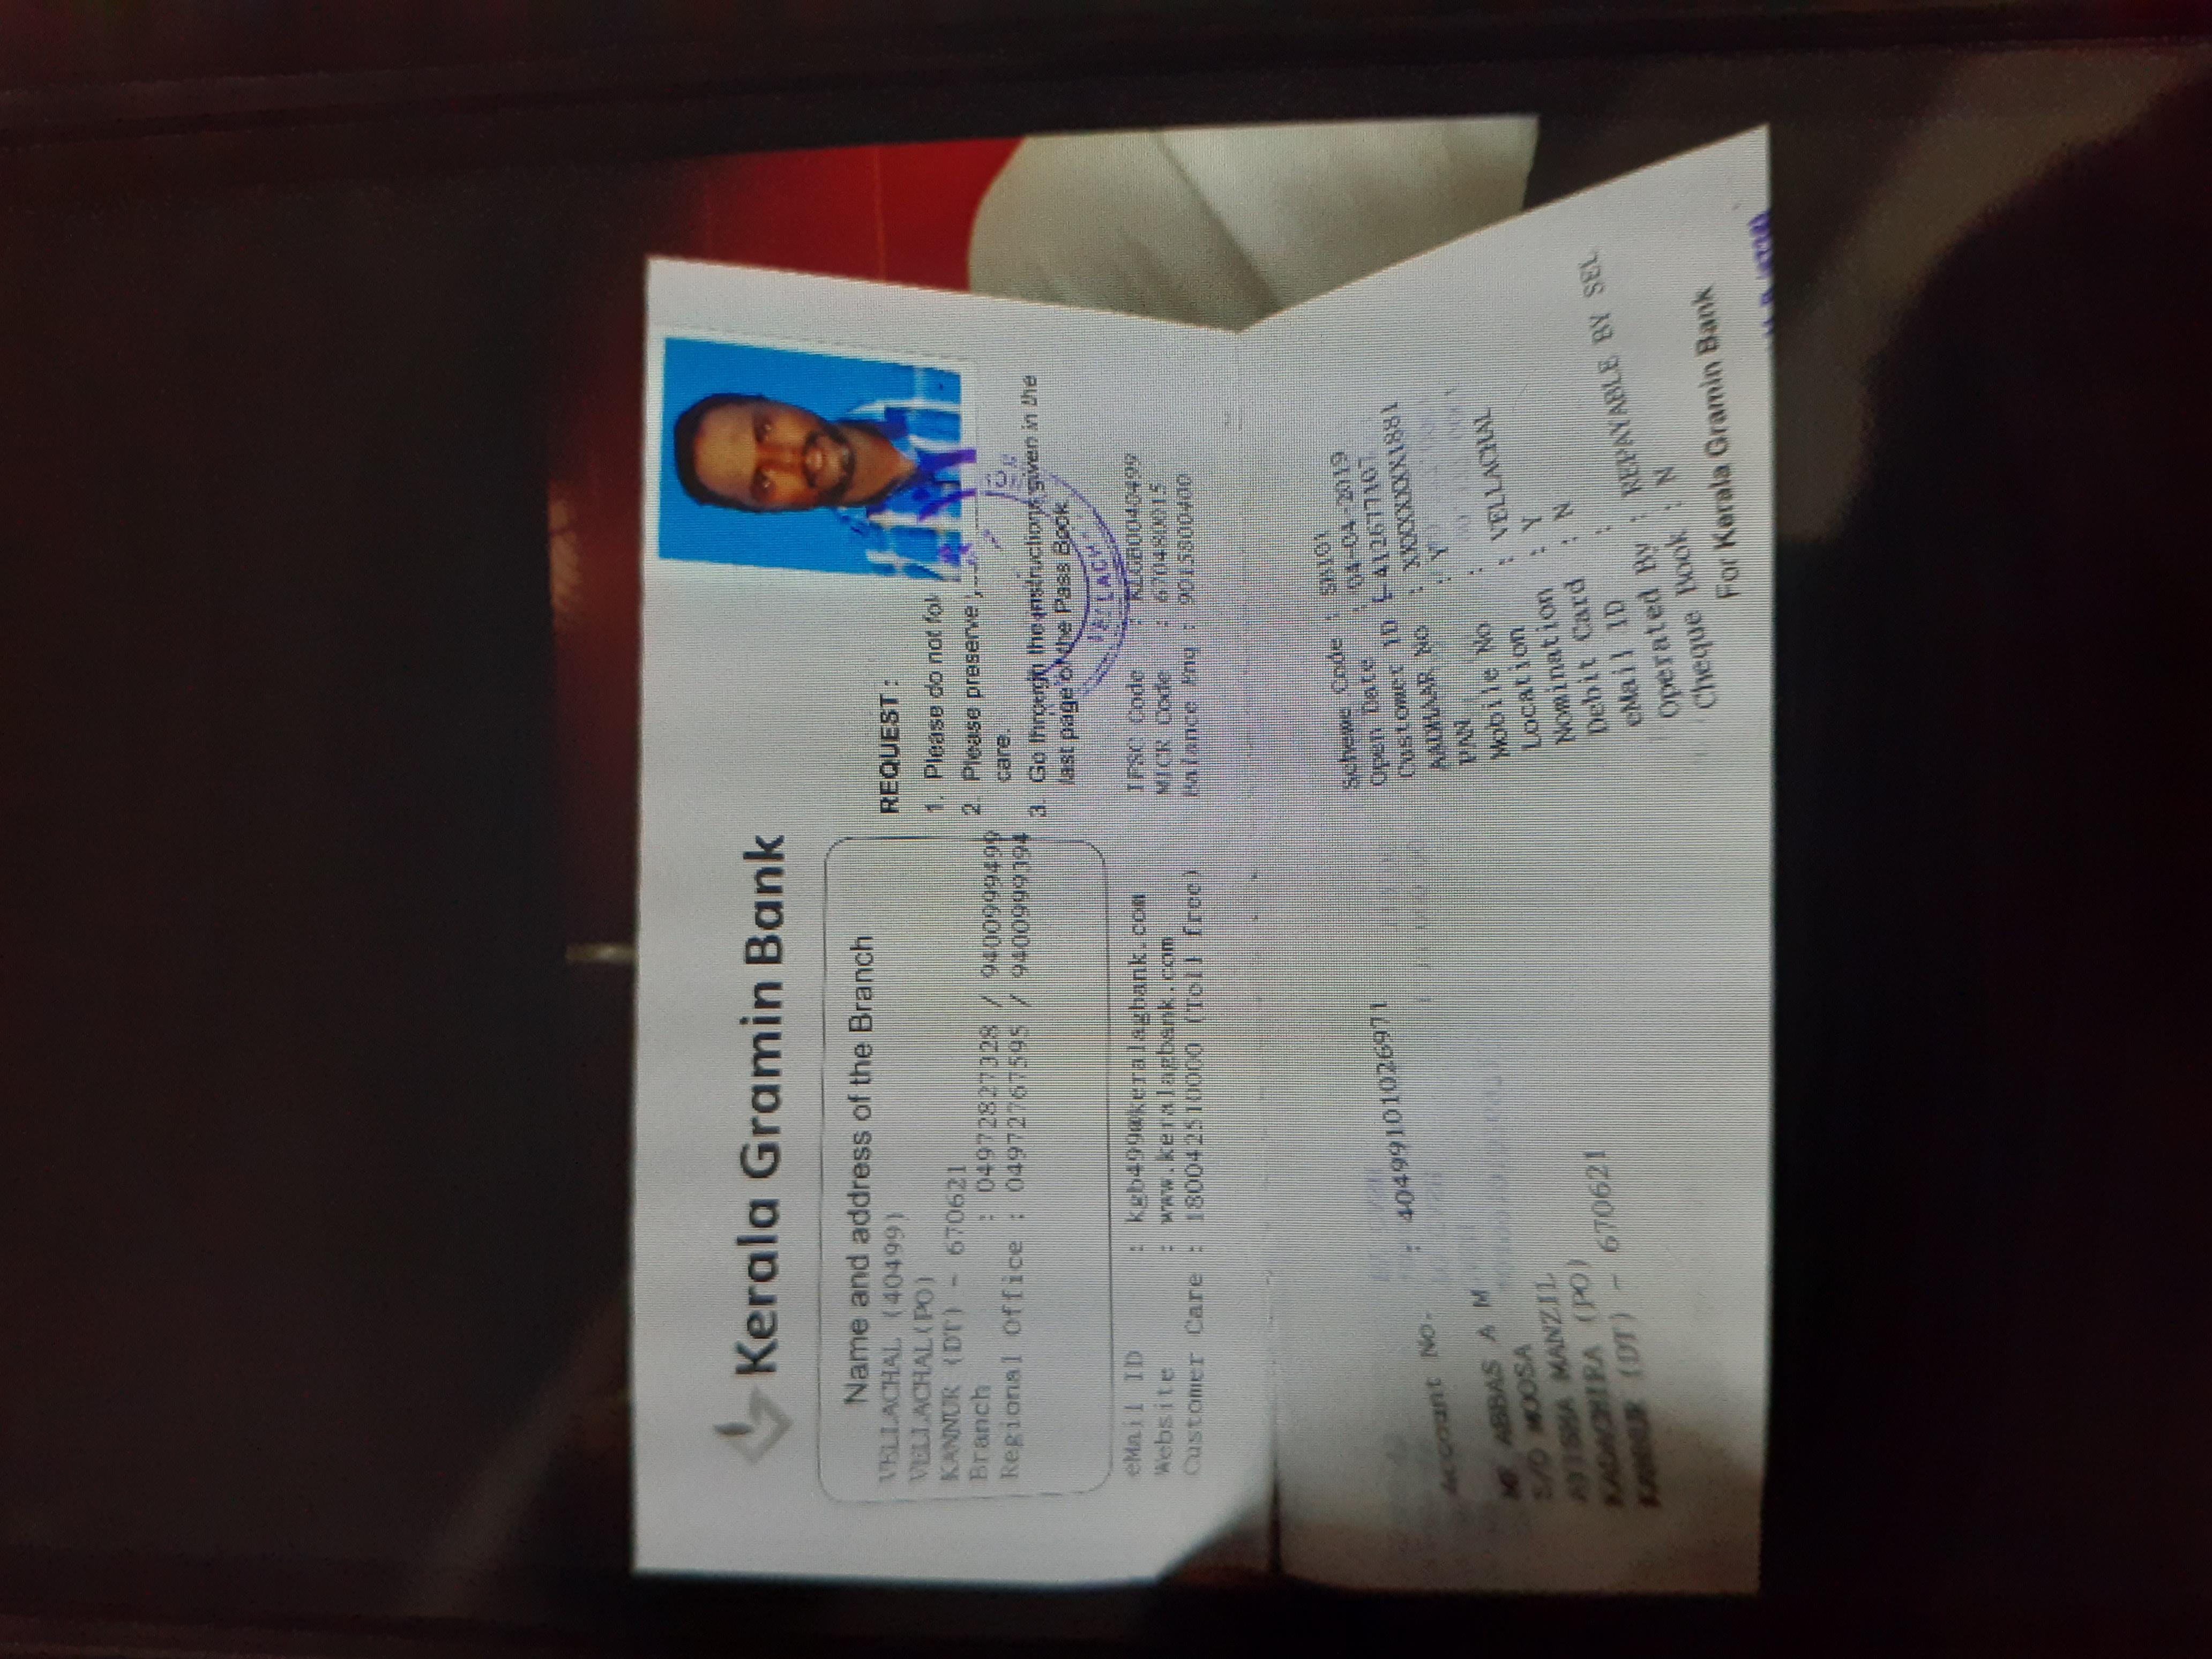 Kerala Gramin Bank
Name and address of the Branch
VELLACHAL (40499)
VELLACHAL(PO)
KANNUR (DT) - 670621
Branch : 04972827328 / 9400999499
Regional Office : 04972767595 / 9400999394
REQUEST :
1. Please do not fol
2. Please preserve
care.
3. Go through the instructions given in the
last page of the Pass Book
eMail ID : kgb499@keralagbank.com
Website : www.keralagbank.com
Customer Care : 180042510000 (Toll free)
IFSC Code : KLGB0040499
MICR Code : 670480015
Balance Enq : 9015800400
Account No. : 40499101026971
MR ABBAS A M
S/O MOOSA
AYISHA MANZIL
KADACHIRA (PO)
KANNUR (DT) - 670621
Scheme Code : SB101
Open Date : 04-04-2019
Customer ID : 412677107
AADHAAR No : XXXXXXXX1881
PAN : Y
Mobile No :
Location : VELLACHAL
Nomination : Y
Debit Card : N
eMail ID :
Operated By : REPAYABLE BY SEL
Cheque Book : N
For Kerala Gramin Bank